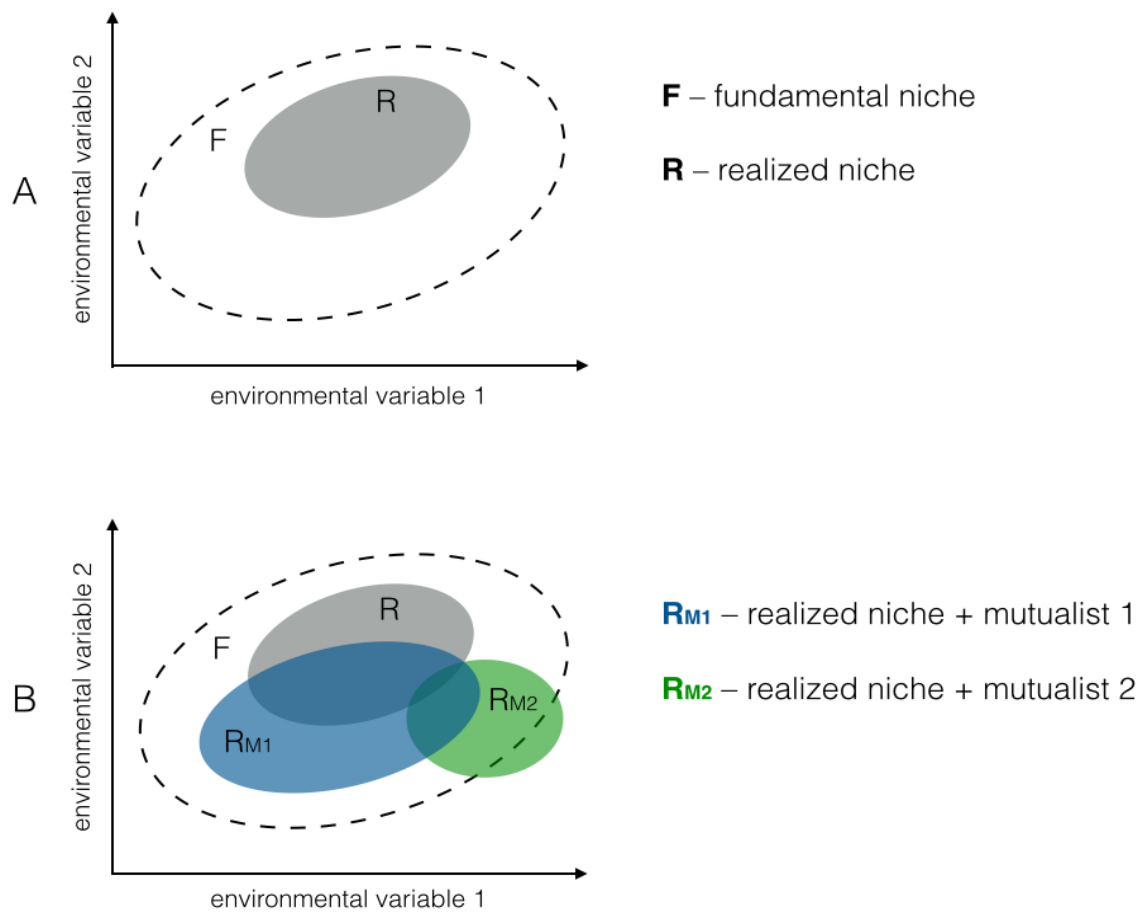 A
environmental variable 2
F
R
environmental variable 1
F – fundamental niche
R – realized niche
B
environmental variable 2
F
R
RM1
RM2
environmental variable 1
RM1 – realized niche + mutualist 1
RM2 – realized niche + mutualist 2